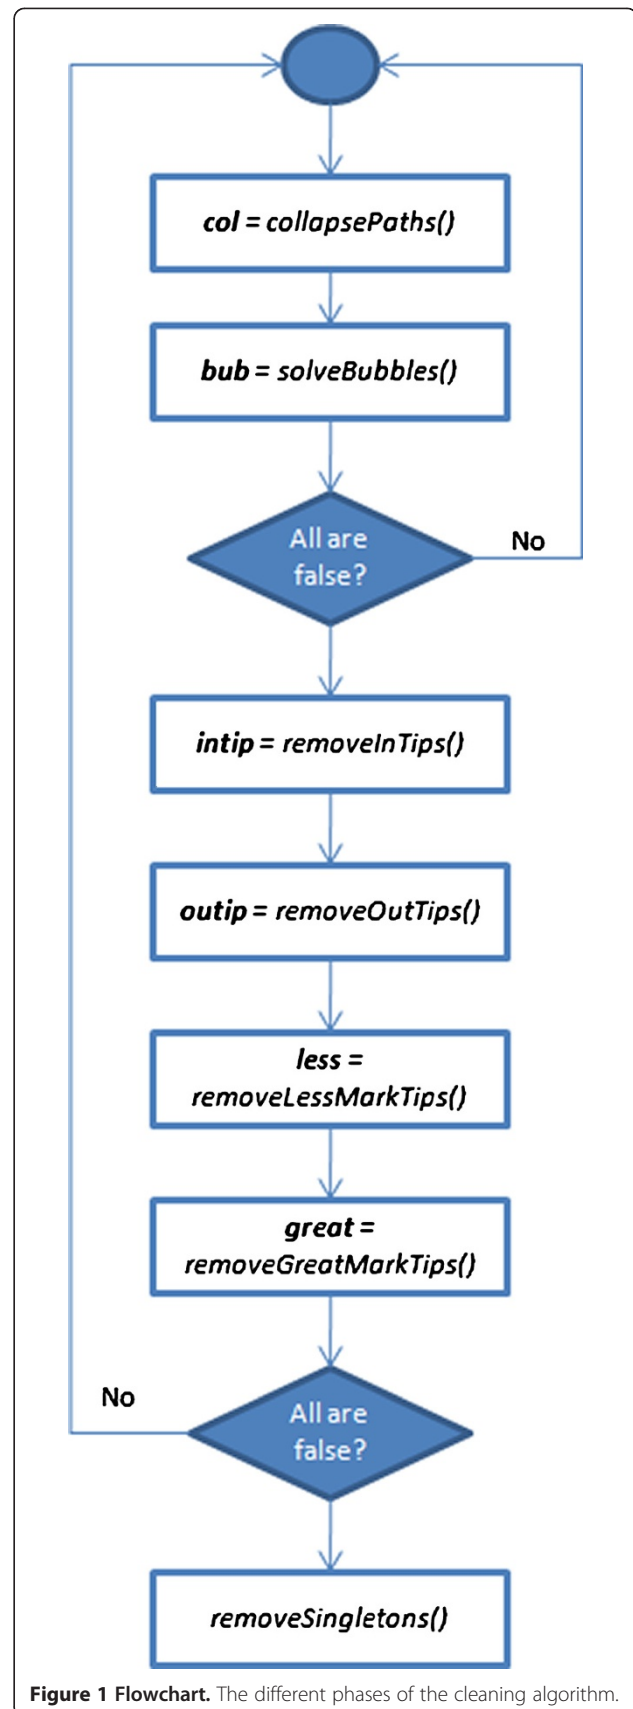 col = collapsePaths()
bub = solveBubbles()
All are
false?
No
intip = removeInTips()
outip = removeOutTips()
less =
removeLessMarkTips()
great =
removeGreatMarkTips()
No
All are
false?
removeSingletons()
Figure 1 Flowchart. The different phases of the cleaning algorithm.